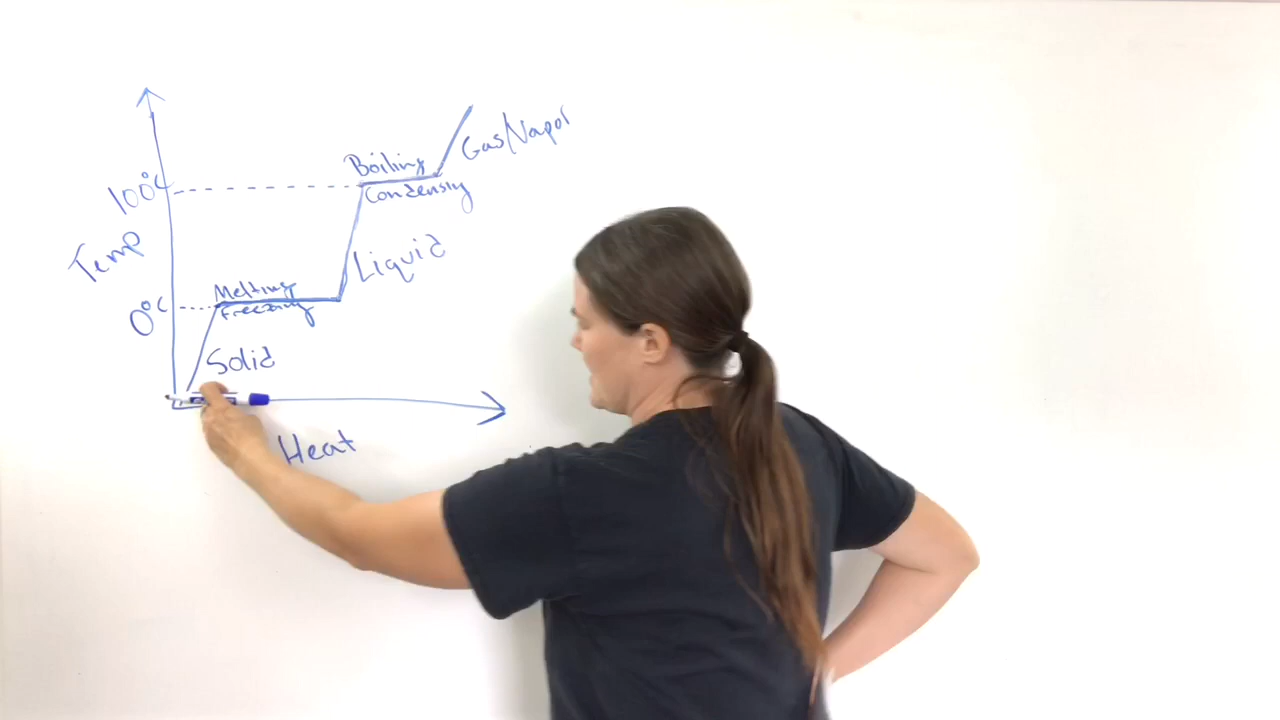 Gas/Vapor
Boiling
100°C
Condensing
Temp
Liquid
Melting
0°C
Freezing
Solid
Heat